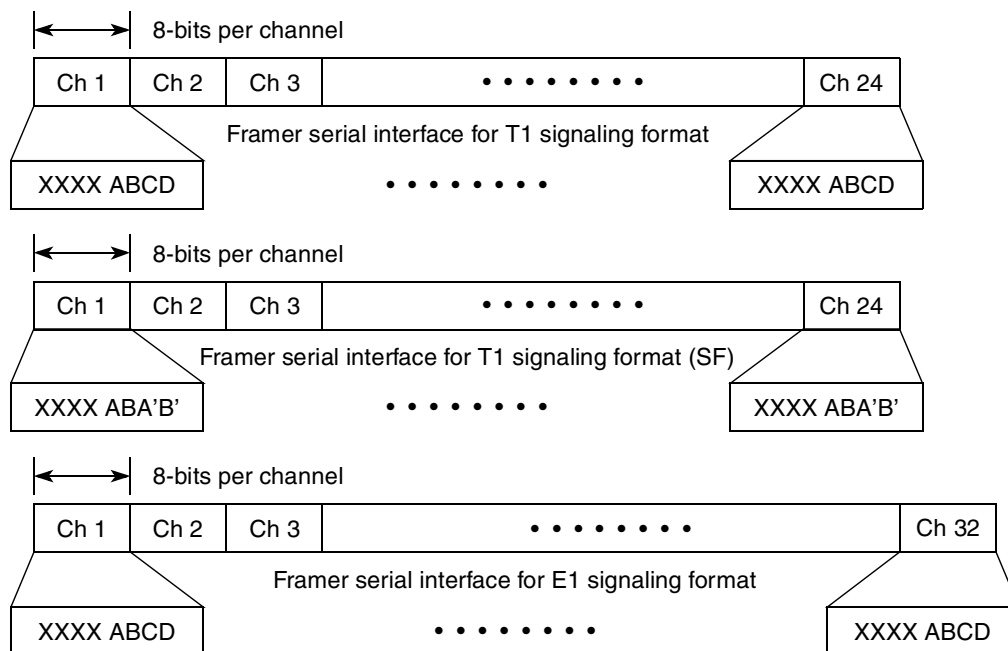 8-bits per channel
Ch 1 Ch 2 Ch 3 • • • • • • • • Ch 24
Framer serial interface for T1 signaling format
XXXX ABCD • • • • • • • • XXXX ABCD
8-bits per channel
Ch 1 Ch 2 Ch 3 • • • • • • • • Ch 24
Framer serial interface for T1 signaling format (SF)
XXXX ABA'B' • • • • • • • • XXXX ABA'B'
8-bits per channel
Ch 1 Ch 2 Ch 3 • • • • • • • • Ch 32
Framer serial interface for E1 signaling format
XXXX ABCD • • • • • • • • XXXX ABCD